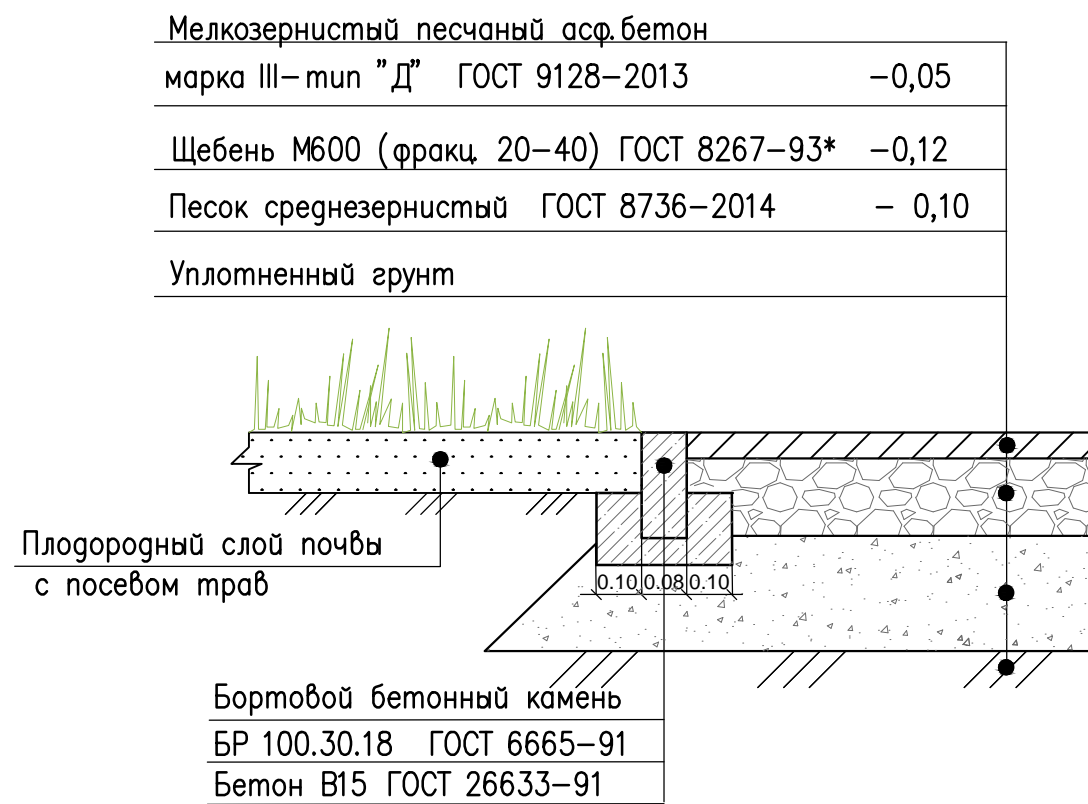 Мелкозернистый песчаный асф.бетон
марка III-тип "Д" ГОСТ 9128-2013 -0,05
Щебень М600 (фракц. 20-40) ГОСТ 8267-93* -0,12
Песок среднезернистый ГОСТ 8736-2014 - 0,10
Уплотненный грунт
Плодородный слой почвы
с посевом трав
0.10 0.08 0.10
Бортовой бетонный камень
БР 100.30.18 ГОСТ 6665-91
Бетон В15 ГОСТ 26633-91